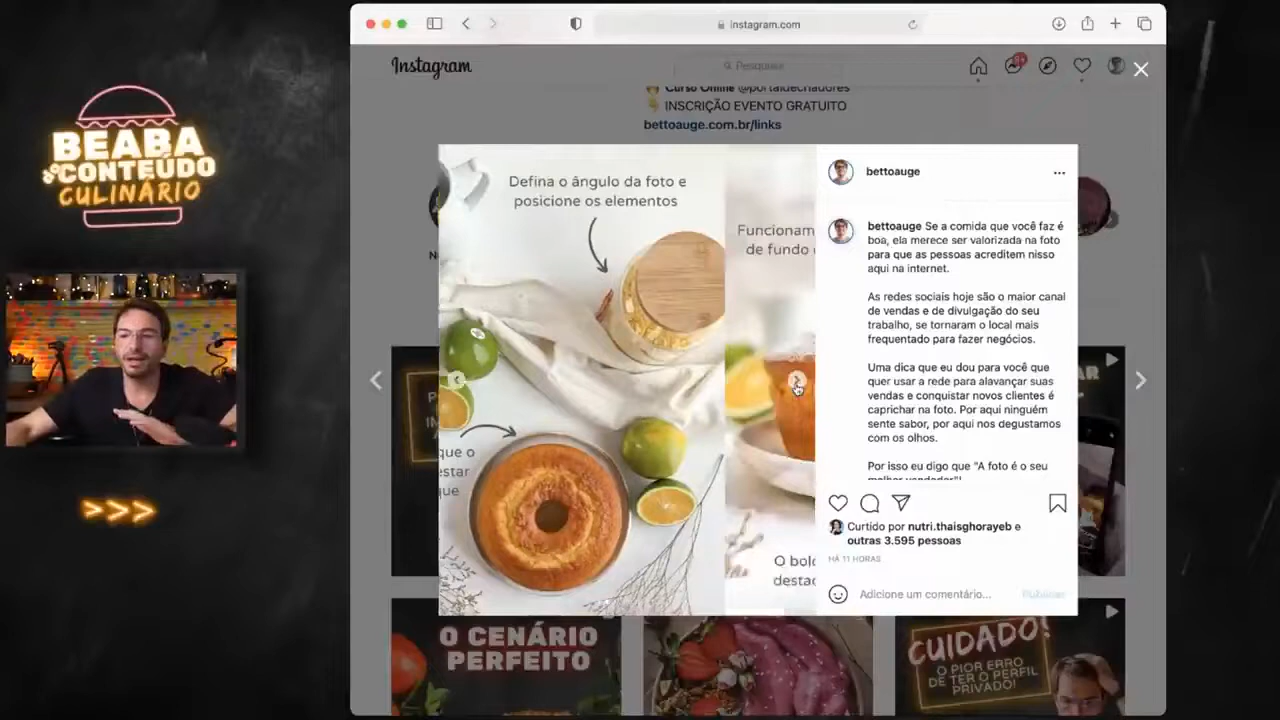 BEABA
CONTEÚDO
CULINÁRIO
>>>
instagram.com
Instagram
Pesquisar
Curso Online @portaldecriadores
INSCRIÇÃO EVENTO GRATUITO
bettoauge.com.br/links
Defina o ângulo da foto e
posicione os elementos
Funcionam
de fundo
que o
estar
que
O bolo
destac
bettoauge
bettoauge Se a comida que você faz é
boa, ela merece ser valorizada na foto
para que as pessoas acreditem nisso
aqui na internet.
As redes sociais hoje são o maior canal
de vendas e de divulgação do seu
trabalho, se tornaram o local mais
frequentado para fazer negócios.
Uma dica que eu dou para você que
quer usar a rede para alavançar suas
vendas e conquistar novos clientes é
caprichar na foto. Por aqui ninguém
sente sabor, por aqui nos degustamos
com os olhos.
Por isso eu digo que "A foto é o seu
melhor vendedor"!
Curtido por nutri.thaisghorayeb e
outras 3.595 pessoas
HÁ 11 HORAS
Adicione um comentário...
Publicar
O CENÁRIO
PERFEITO
CUIDADO!
O PIOR ERRO
DE TER O PERFIL
PRIVADO!